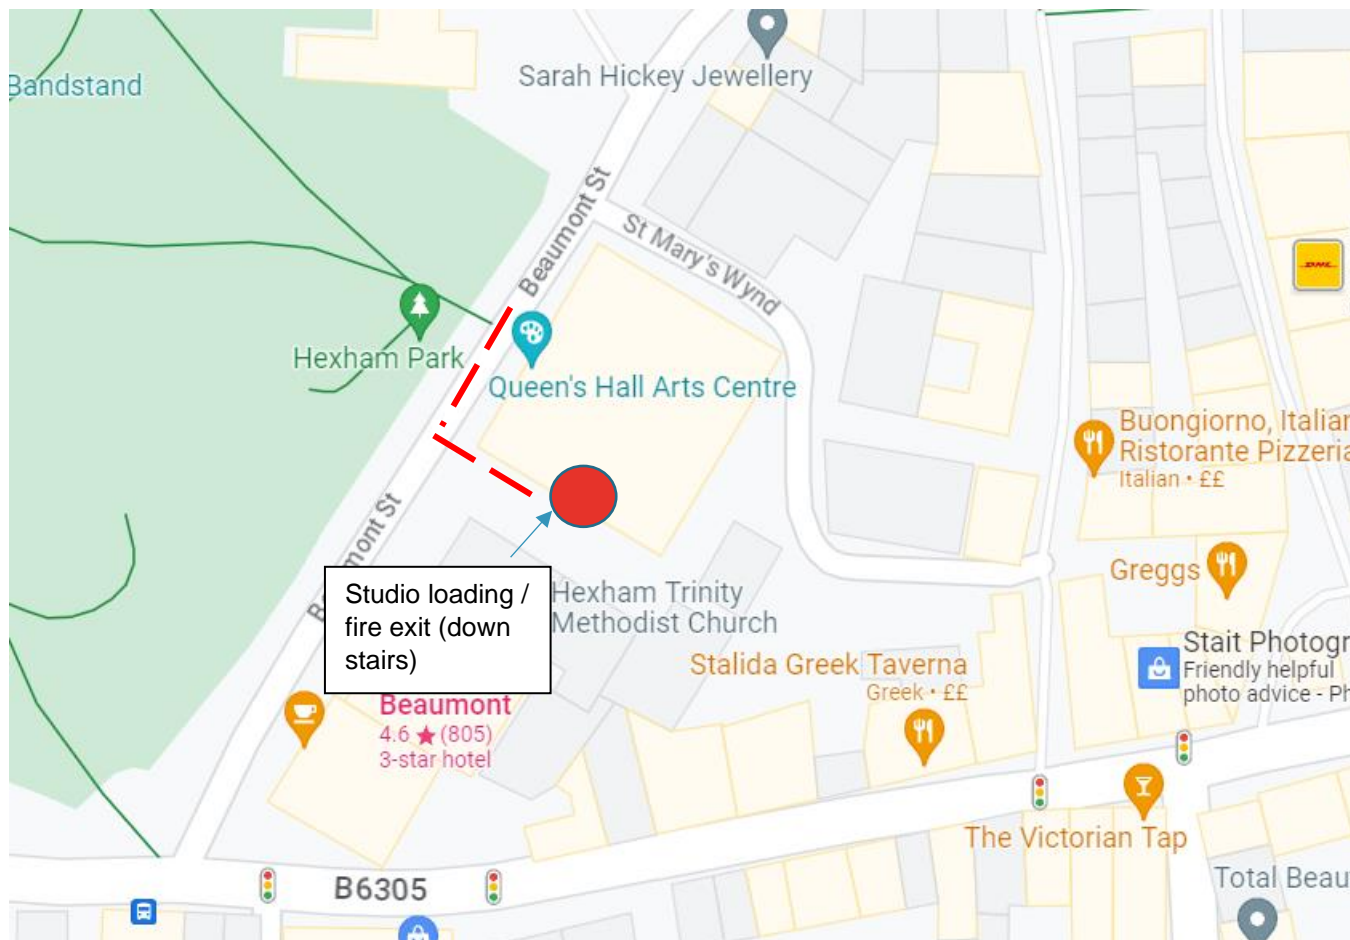 Sarah Hickey Jewellery
Bandstand
Beaumont St
St Mary's Wynd
DHL
Hexham Park
Queen's Hall Arts Centre
Buongiorno, Italian
Ristorante Pizzeria
Italian • ££
mont St
B
Studio loading /
fire exit (down
stairs)
Hexham Trinity
Methodist Church
Greggs
Stait Photogr
Friendly helpful
photo advice - Ph
Stalida Greek Taverna
Greek • ££
Beaumont
4.6 ★ (805)
3-star hotel
The Victorian Tap
B6305
Total Beau